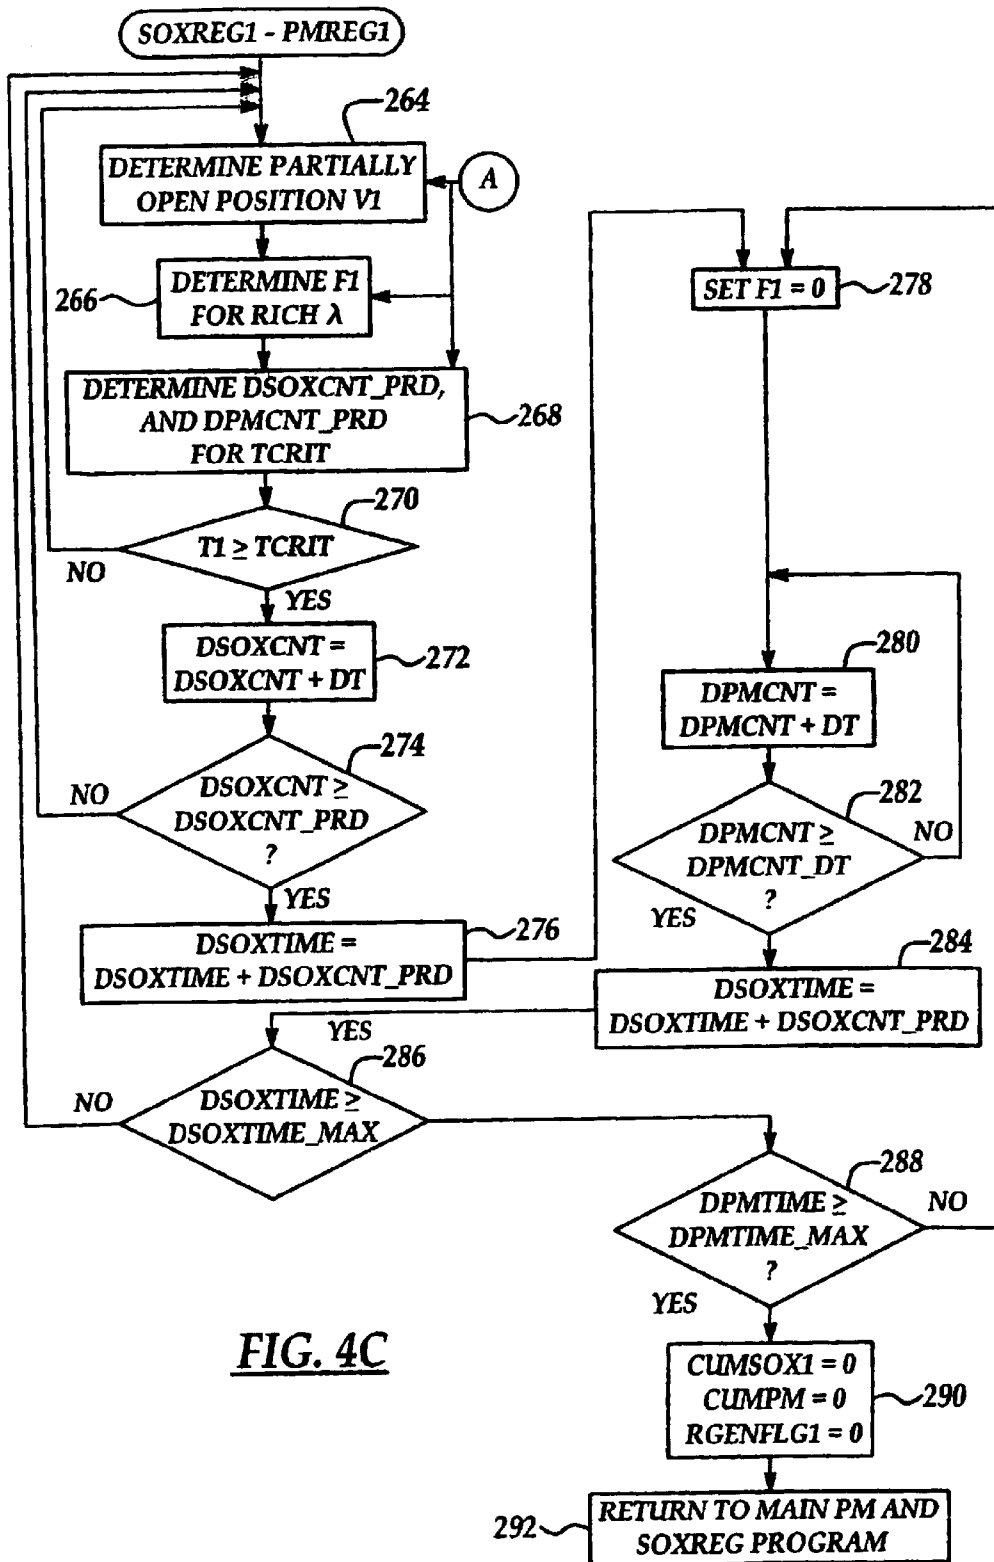 SOXREG1 - PMREG1
264
DETERMINE PARTIALLY
OPEN POSITION V1
A
266
DETERMINE F1
FOR RICH λ
DETERMINE DSOXCNT_PRD,
AND DPMCNT_PRD
FOR TCRIT
268
270
T1 ≥ TCRIT
NO
YES
DSOXCNT =
DSOXCNT + DT
272
274
DSOXCNT ≥
DSOXCNT_PRD
?
NO
YES
276
DSOXTIME =
DSOXTIME + DSOXCNT_PRD
SET F1 = 0
278
280
DPMCNT =
DPMCNT + DT
282
DPMCNT ≥
DPMCNT_DT
?
NO
YES
284
DSOXTIME =
DSOXTIME + DSOXCNT_PRD
YES
286
DSOXTIME ≥
DSOXTIME_MAX
NO
288
DPMTIME ≥
DPMTIME_MAX
?
NO
YES
CUMSOX1 = 0
CUMPM = 0
RGENFLG1 = 0
290
292
RETURN TO MAIN PM AND
SOXREG PROGRAM
FIG. 4C